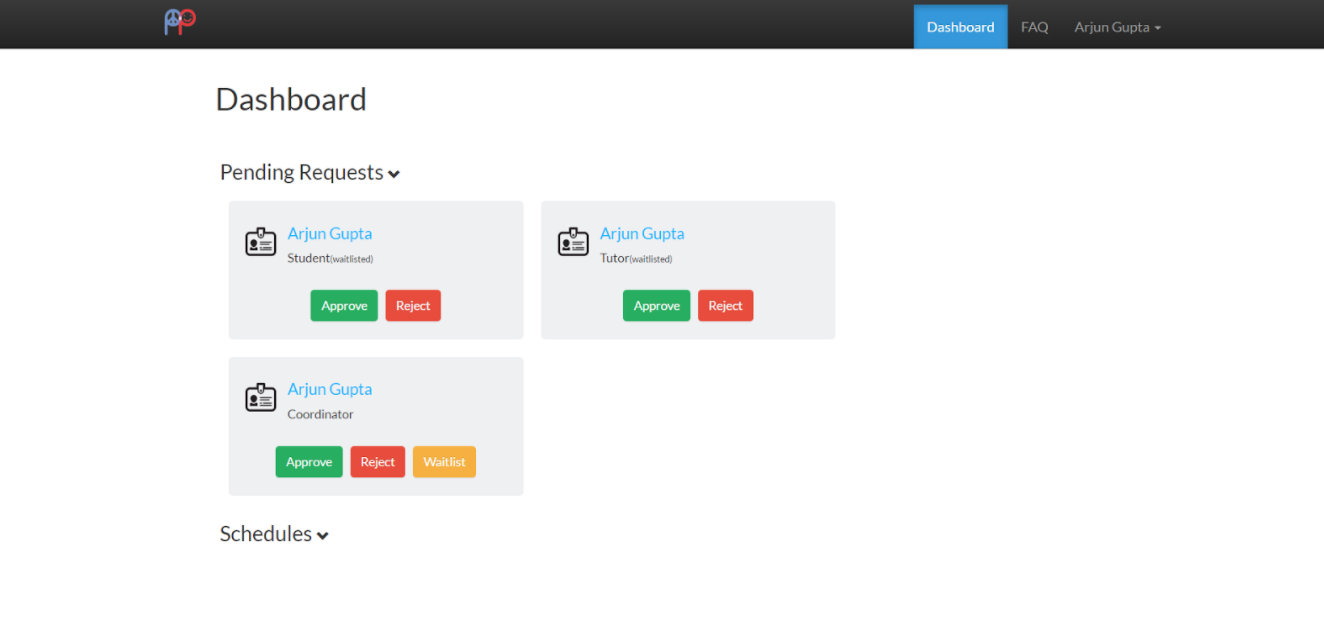 Dashboard FAQ Arjun Gupta
Dashboard
Pending Requests
Arjun Gupta
Student(waitlisted)
Approve Reject
Arjun Gupta
Tutor(waitlisted)
Approve Reject
Arjun Gupta
Coordinator
Approve Reject Waitlist
Schedules